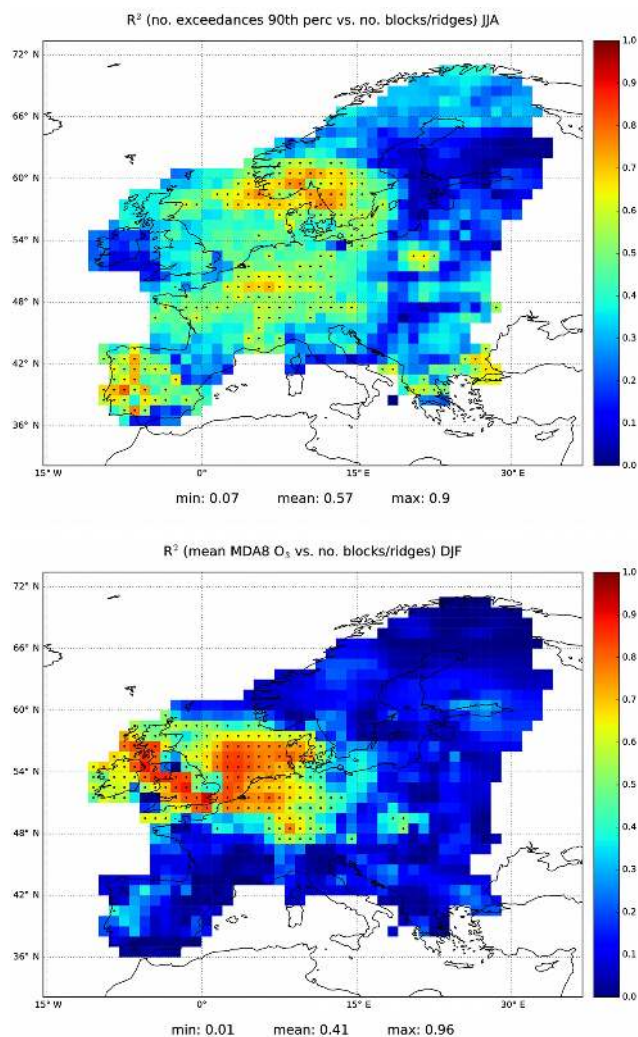 R² (no. exceedances 90th perc vs. no. blocks/ridges) JJA
72° N
66° N
60° N
54° N
48° N
42° N
36° N
15° W
0°
15° E
30° E
1.0
0.9
0.8
0.7
0.6
0.5
0.4
0.3
0.2
0.1
0.0
min: 0.07 mean: 0.57 max: 0.9
R² (mean MDA8 O₃ vs. no. blocks/ridges) DJF
72° N
66° N
60° N
54° N
48° N
42° N
36° N
15° W
0°
15° E
30° E
1.0
0.9
0.8
0.7
0.6
0.5
0.4
0.3
0.2
0.1
0.0
min: 0.01 mean: 0.41 max: 0.96